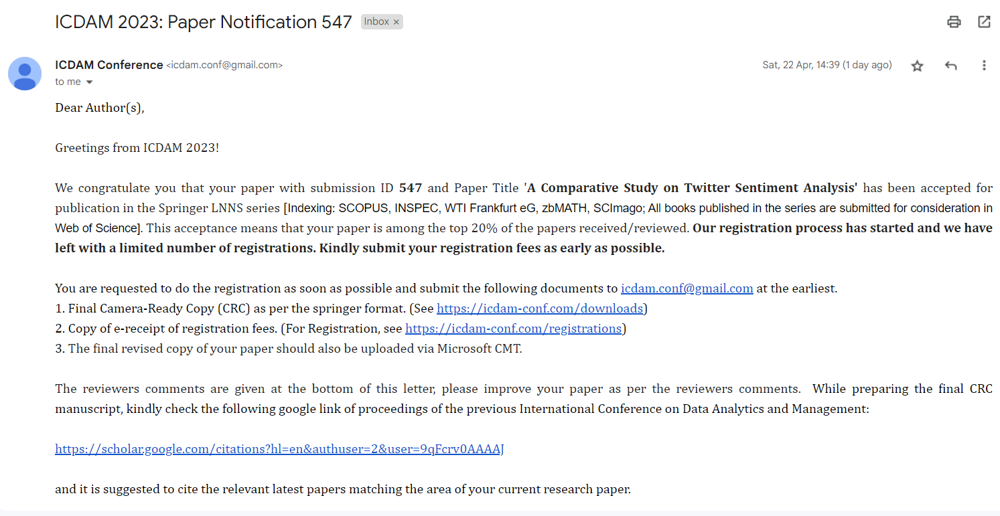 ICDAM 2023: Paper Notification 547 Inbox ×
ICDAM Conference <icdam.conf@gmail.com> Sat, 22 Apr, 14:39 (1 day ago)
to me
Dear Author(s),
Greetings from ICDAM 2023!
We congratulate you that your paper with submission ID 547 and Paper Title 'A Comparative Study on Twitter Sentiment Analysis' has been accepted for
publication in the Springer LNNS series [Indexing: SCOPUS, INSPEC, WTI Frankfurt eG, zbMATH, SCImago; All books published in the series are submitted for consideration in
Web of Science]. This acceptance means that your paper is among the top 20% of the papers received/reviewed. Our registration process has started and we have
left with a limited number of registrations. Kindly submit your registration fees as early as possible.
You are requested to do the registration as soon as possible and submit the following documents to icdam.conf@gmail.com at the earliest.
1. Final Camera-Ready Copy (CRC) as per the springer format. (See https://icdam-conf.com/downloads)
2. Copy of e-receipt of registration fees. (For Registration, see https://icdam-conf.com/registrations)
3. The final revised copy of your paper should also be uploaded via Microsoft CMT.
The reviewers comments are given at the bottom of this letter, please improve your paper as per the reviewers comments. While preparing the final CRC
manuscript, kindly check the following google link of proceedings of the previous International Conference on Data Analytics and Management:
https://scholar.google.com/citations?hl=en&authuser=2&user=9qFcrv0AAAAJ
and it is suggested to cite the relevant latest papers matching the area of your current research paper.